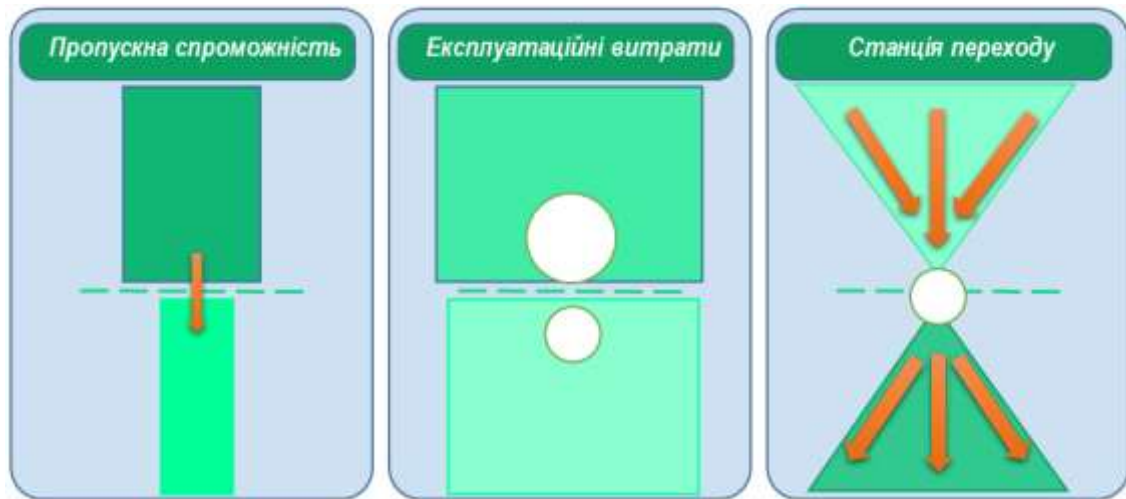 Пропускна спроможність
Експлуатаційні витрати
Станція переходу